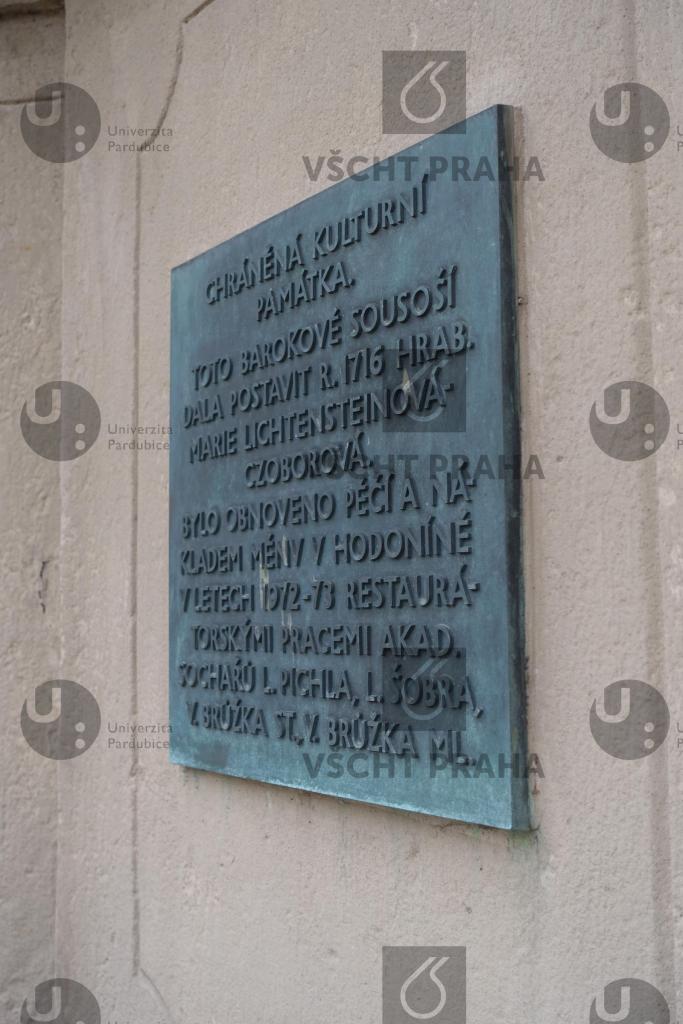 CHRÁNĚNÁ KULTURNÍ
PAMÁTKA.
TOTO BAROKOVÉ SOUSOŠÍ
DALA POSTAVIT R. 1716 HRAB.
MARIE LICHTENSTEINOVÁ-
CZOBOROVÁ.
BYLO OBNOVENO PÉČÍ A NÁ-
KLADEM MĚNV V HODONÍNĚ
V LETECH 1972-73 RESTAURÁ-
TORSKÝMI PRACEMI AKAD.
SOCHAŘŮ L. PICHLA, L. ŠOBRA,
V. BRŮŽKA ST., V. BRŮŽKA ML.
Univerzita
Pardubice
VŠCHT PRAHA
Univerzita
Pardubice
VŠCHT PRAHA
Univerzita
Pardubice
VŠCHT PRAHA